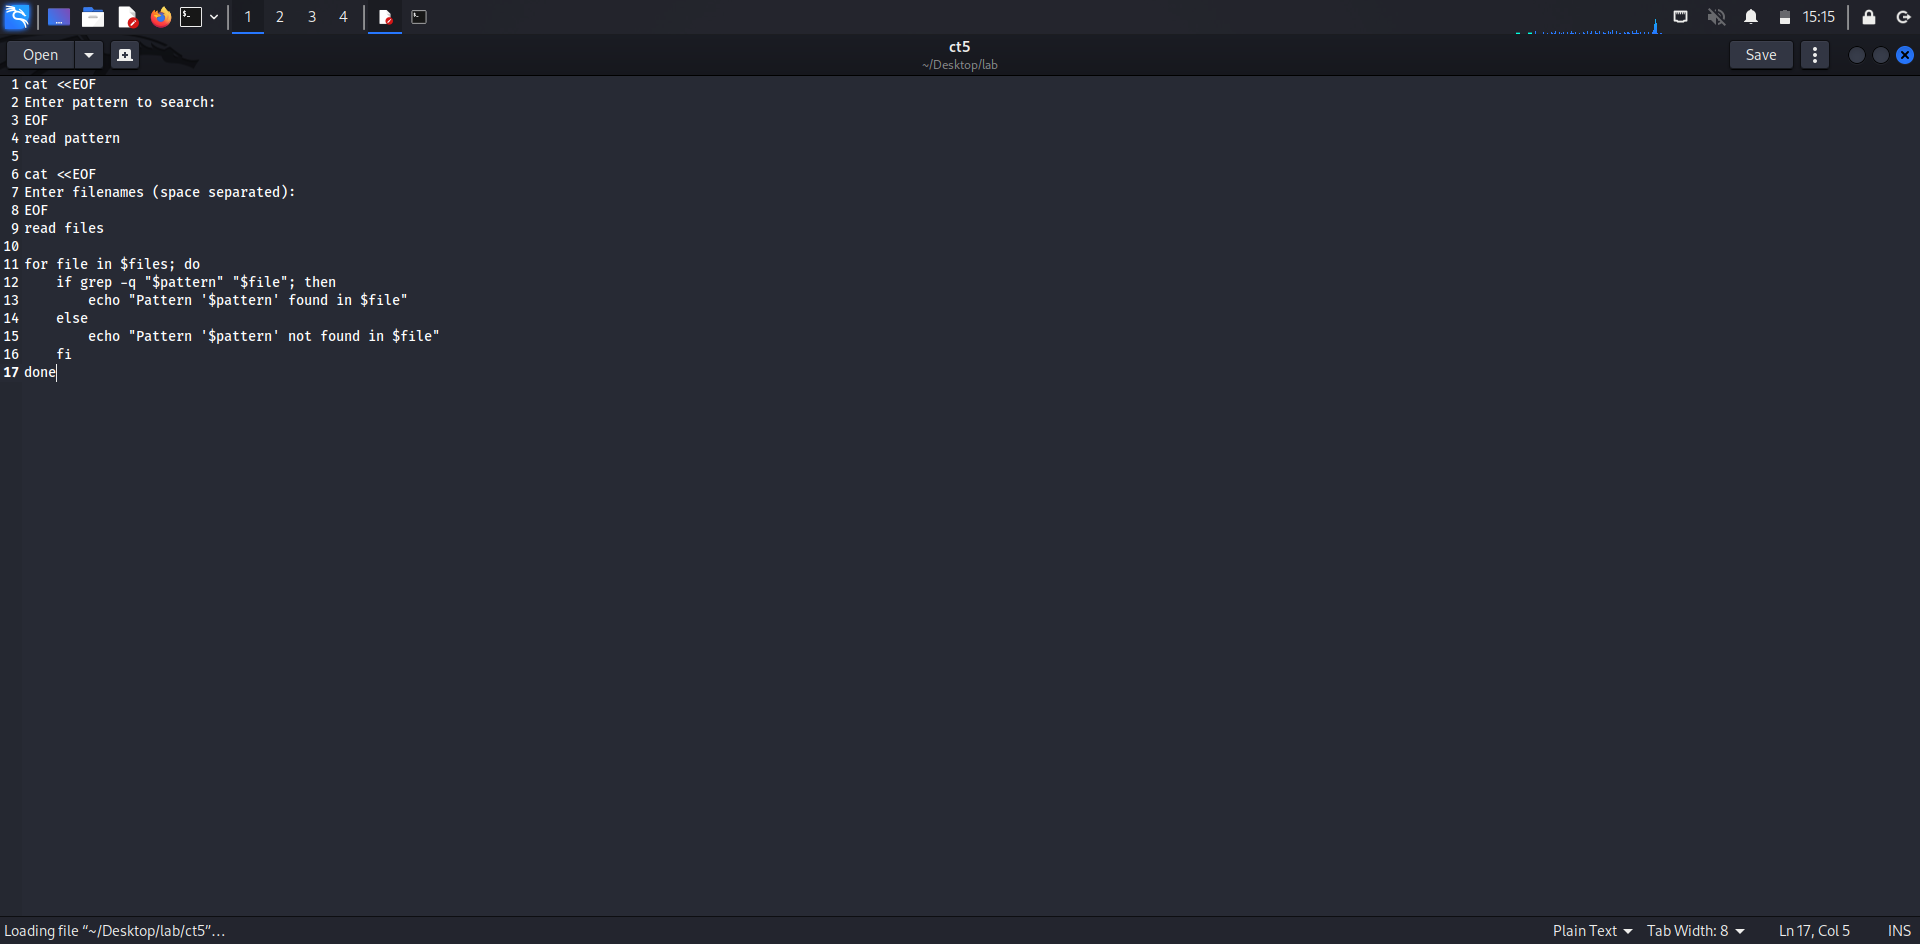 1 2 3 4 15:15
Open ct5 Save
~/Desktop/lab
1 cat <<EOF
2 Enter pattern to search:
3 EOF
4 read pattern
5
6 cat <<EOF
7 Enter filenames (space separated):
8 EOF
9 read files
10
11 for file in $files; do
12     if grep -q "$pattern" "$file"; then
13         echo "Pattern '$pattern' found in $file"
14     else
15         echo "Pattern '$pattern' not found in $file"
16     fi
17 done
Loading file “~/Desktop/lab/ct5”… Plain Text Tab Width: 8 Ln 17, Col 5 INS